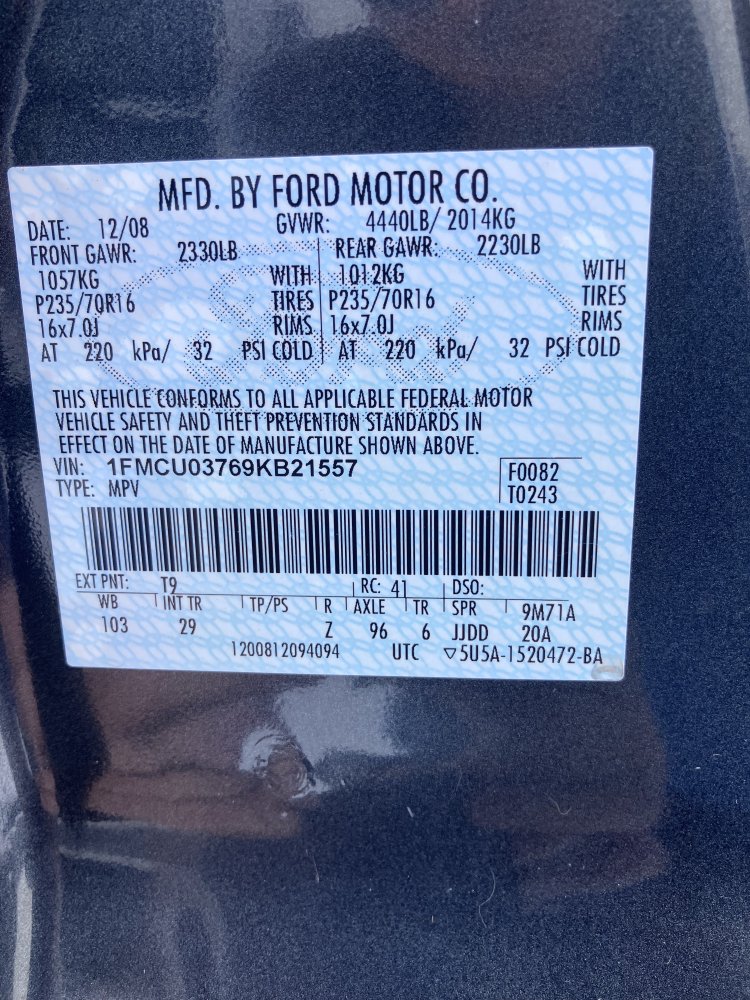 MFD. BY FORD MOTOR CO.
DATE: 12/08 GVWR: 4440LB/ 2014KG
FRONT GAWR: 2330LB REAR GAWR: 2230LB
1057KG WITH 1012KG WITH
P235/70R16 TIRES P235/70R16 TIRES
16x7.0J RIMS 16x7.0J RIMS
AT 220 kPa/ 32 PSI COLD AT 220 kPa/ 32 PSI COLD
THIS VEHICLE CONFORMS TO ALL APPLICABLE FEDERAL MOTOR
VEHICLE SAFETY AND THEFT PREVENTION STANDARDS IN
EFFECT ON THE DATE OF MANUFACTURE SHOWN ABOVE.
VIN: 1FMCU03769KB21557 F0082
TYPE: MPV T0243
EXT PNT: T9 RC: 41 DSO:
WB INT TR TP/PS R AXLE TR SPR 9M71A
103 29 Z 96 6 JJDD 20A
1200812094094 UTC ▽5U5A-1520472-BA